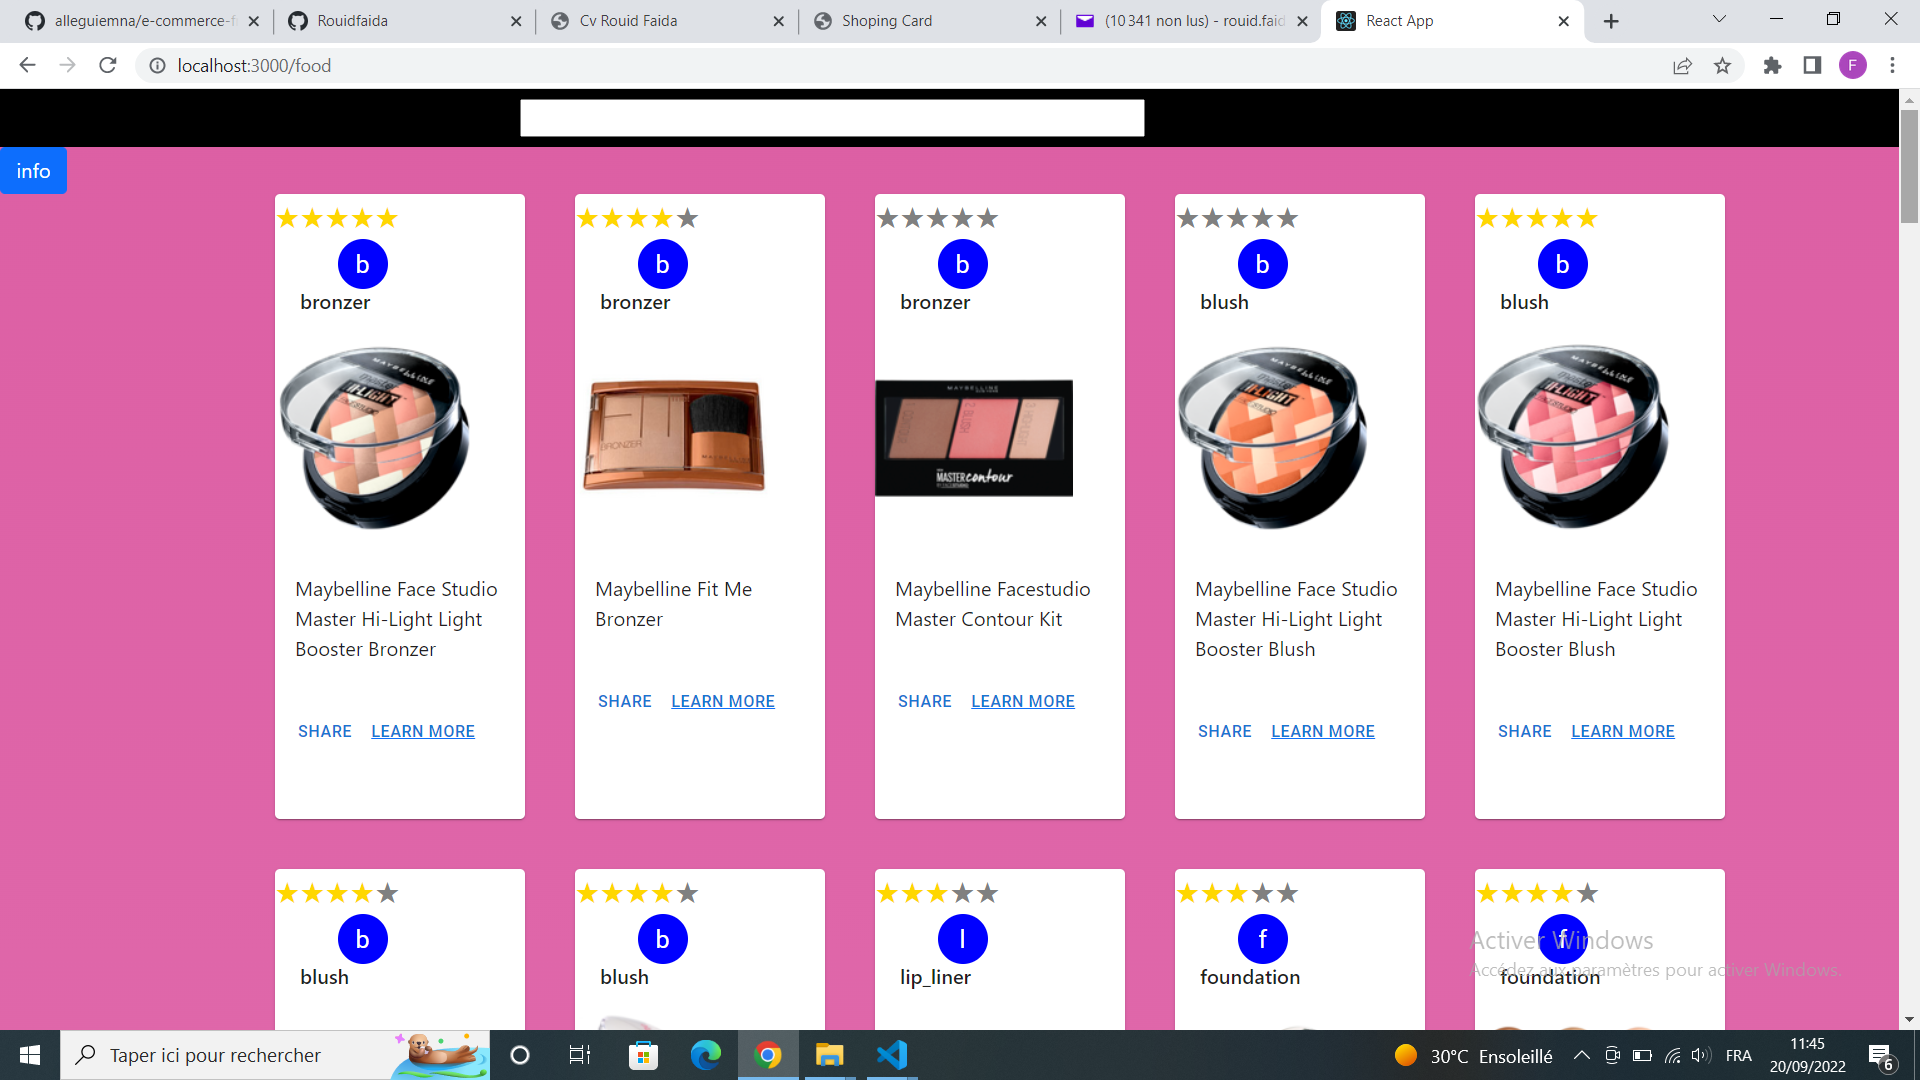 alleguiemna/e-commerce-f
Rouidfaida
Cv Rouid Faida
Shoping Card
(10 341 non lus) - rouid.faid
React App
localhost:3000/food
F
info
★★★★★ ★★★★★ ★★★★★ ★★★★★ ★★★★★
b b b b b
bronzer bronzer bronzer blush blush
Maybelline Face Studio Master Hi-Light Light Booster Bronzer
Maybelline Fit Me Bronzer
Maybelline Facestudio Master Contour Kit
Maybelline Face Studio Master Hi-Light Light Booster Blush
Maybelline Face Studio Master Hi-Light Light Booster Blush
SHARE LEARN MORE
SHARE LEARN MORE
SHARE LEARN MORE
SHARE LEARN MORE
SHARE LEARN MORE
★★★★★ ★★★★★ ★★★★★ ★★★★★ ★★★★★
b b l f f
blush blush lip_liner foundation foundation
Activer Windows
Accédez aux paramètres pour activer Windows.
Taper ici pour rechercher
30°C Ensoleillé
FRA
11:45
20/09/2022
6